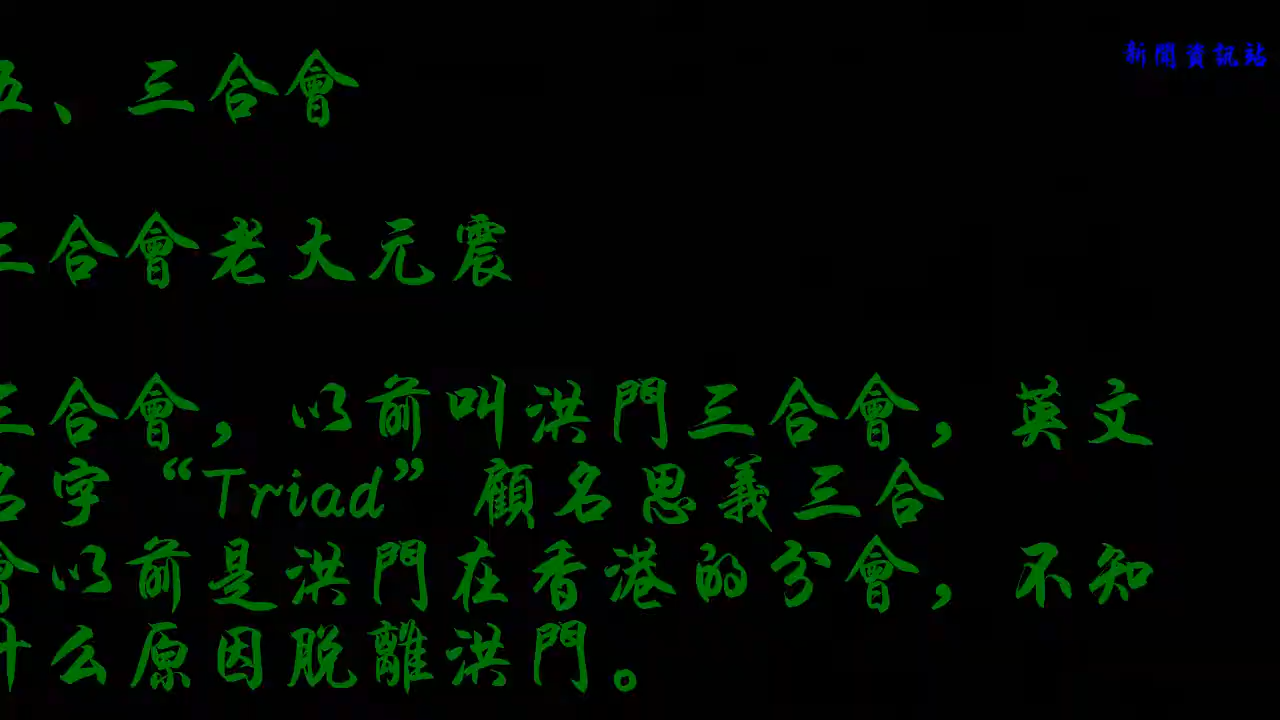 新聞資訊站
五、三合會
三合會老大元震
三合會，以前叫洪門三合會，英文
名字“Triad”顧名思義三合
會以前是洪門在香港的分會，不知
什么原因脫離洪門。